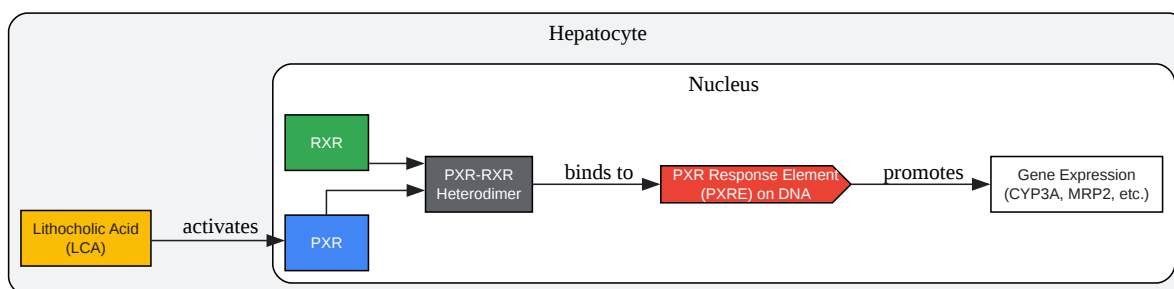 Hepatocyte
Nucleus
RXR
PXR-RXR
Heterodimer
binds to
PXR Response Element
(PXRE) on DNA
promotes
Gene Expression
(CYP3A, MRP2, etc.)
Lithocholic Acid
(LCA)
activates
PXR